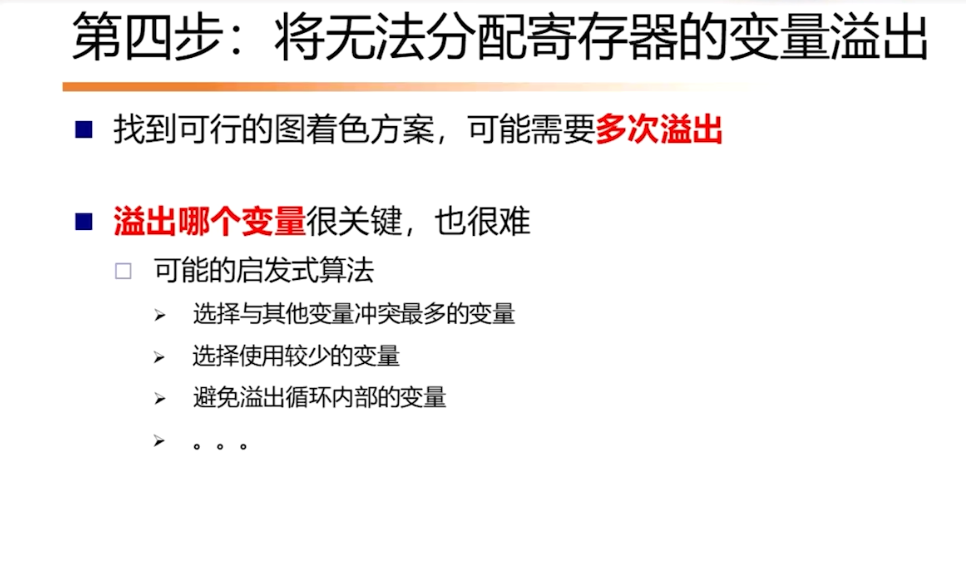 第四步：将无法分配寄存器的变量溢出
找到可行的图着色方案，可能需要多次溢出
溢出哪个变量很关键，也很难
可能的启发式算法
选择与其他变量冲突最多的变量
选择使用较少的变量
避免溢出循环内部的变量
。。。